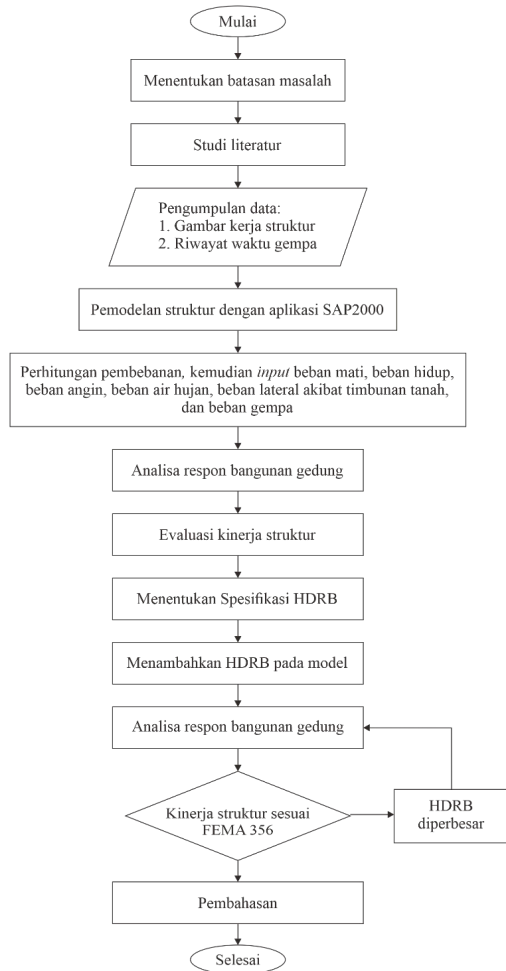 Mulai
Menentukan batasan masalah
Studi literatur
Pengumpulan data:
1. Gambar kerja struktur
2. Riwayat waktu gempa
Pemodelan struktur dengan aplikasi SAP2000
Perhitungan pembebanan, kemudian input beban mati, beban hidup,
beban angin, beban air hujan, beban lateral akibat timbunan tanah,
dan beban gempa
Analisa respon bangunan gedung
Evaluasi kinerja struktur
Menentukan Spesifikasi HDRB
Menambahkan HDRB pada model
Analisa respon bangunan gedung
Kinerja struktur sesuai
FEMA 356
HDRB
diperbesar
Pembahasan
Selesai